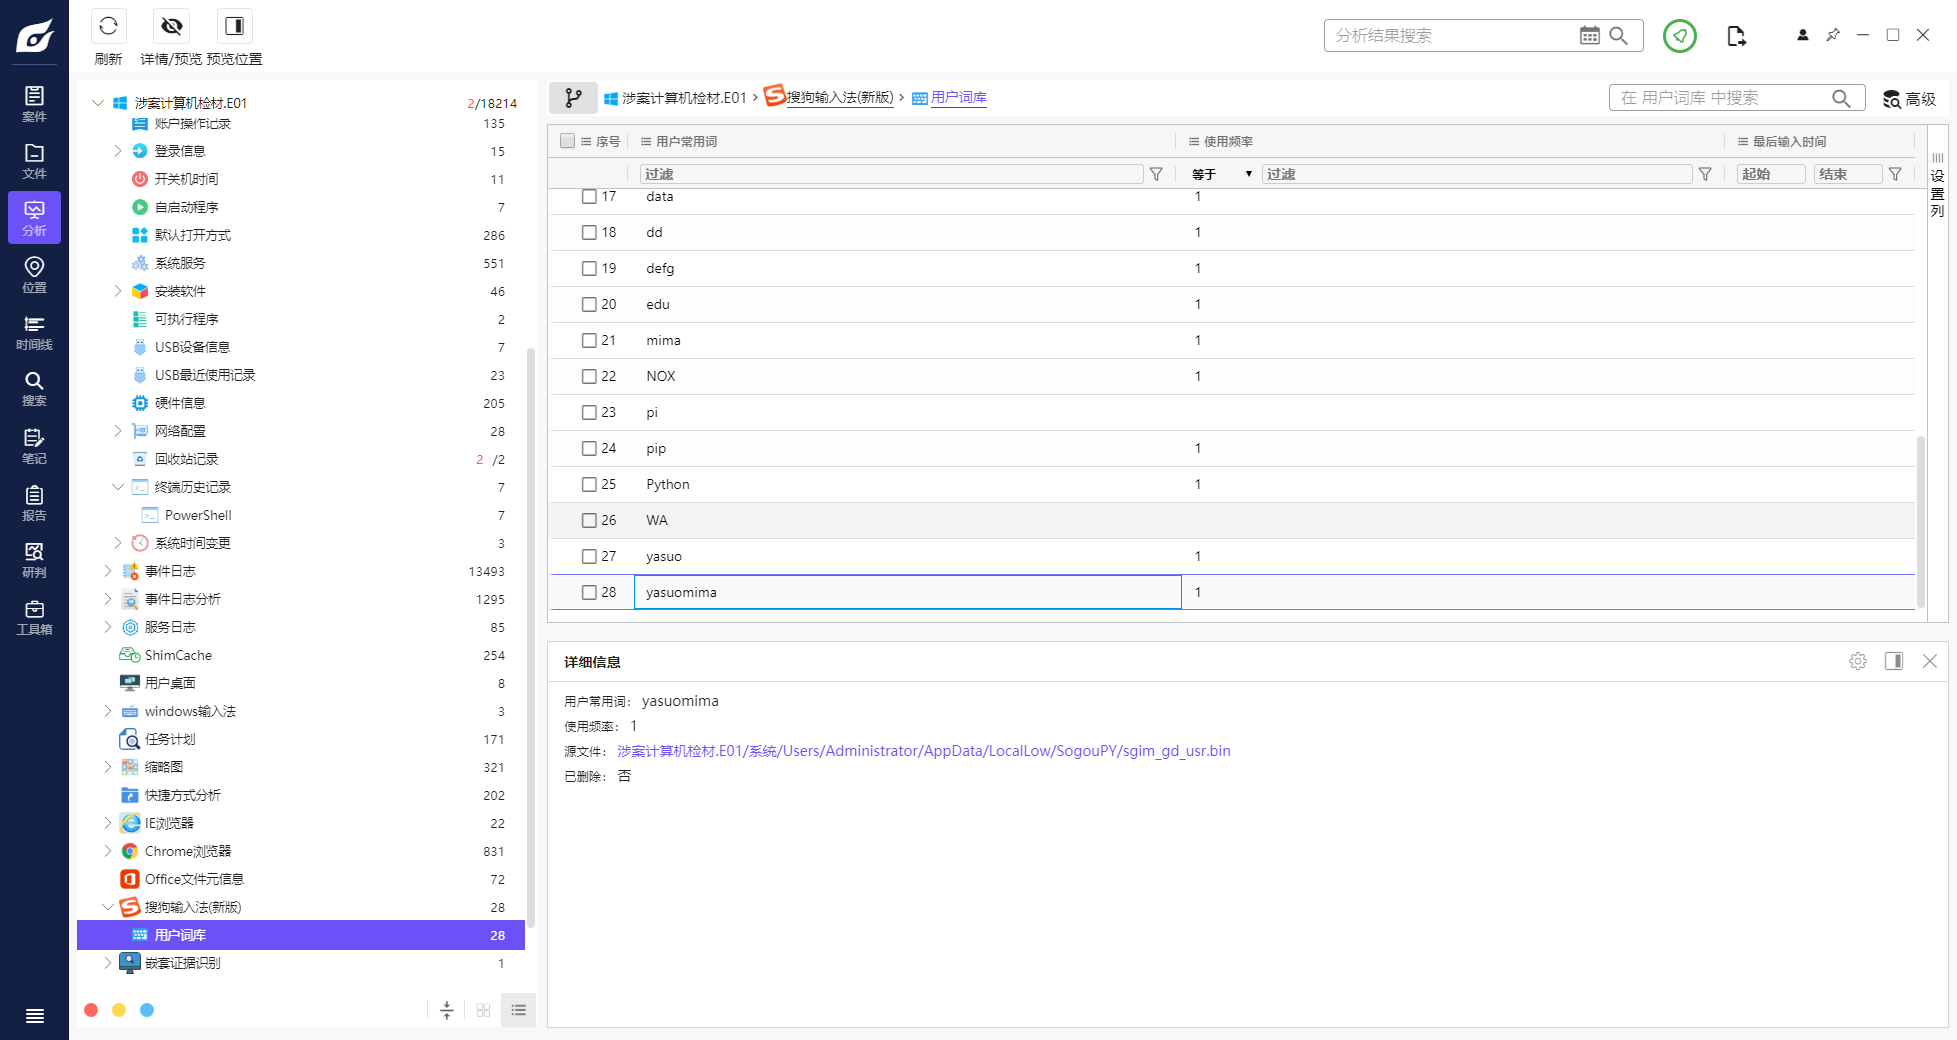 刷新
详情/预览
预览位置
分析结果搜索
案件
文件
分析
位置
时间线
搜索
笔记
报告
研判
工具箱
涉案计算机检材.E01 2/18214
账户操作记录 135
登录信息 15
开关机时间 11
自启动程序 7
默认打开方式 286
系统服务 551
安装软件 46
可执行程序 2
USB设备信息 7
USB最近使用记录 23
硬件信息 205
网络配置 28
回收站记录 2 /2
终端历史记录 7
PowerShell 7
系统时间变更 3
事件日志 13493
事件日志分析 1295
服务日志 85
ShimCache 254
用户桌面 8
windows输入法 3
任务计划 171
缩略图 321
快捷方式分析 202
IE浏览器 22
Chrome浏览器 831
Office文件元信息 72
搜狗输入法(新版) 28
用户词库 28
嵌套证据识别 1
涉案计算机检材.E01 › 搜狗输入法(新版) › 用户词库
在 用户词库 中搜索
高级
序号 用户常用词 使用频率 最后输入时间
过滤 等于 过滤 起始 结束
设置列
17 data 1
18 dd 1
19 defg 1
20 edu 1
21 mima 1
22 NOX 1
23 pi
24 pip 1
25 Python 1
26 WA
27 yasuo 1
28 yasuomima 1
详细信息
用户常用词: yasuomima
使用频率: 1
源文件: 涉案计算机检材.E01/系统/Users/Administrator/AppData/LocalLow/SogouPY/sgim_gd_usr.bin
已删除: 否